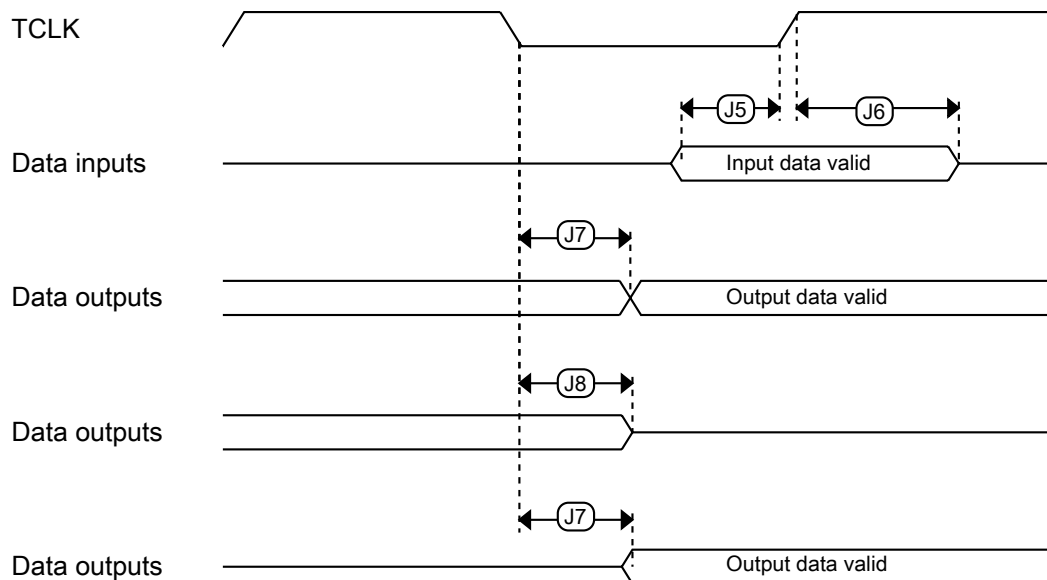 TCLK
J5
J6
Data inputs
Input data valid
J7
Data outputs
Output data valid
J8
Data outputs
J7
Data outputs
Output data valid